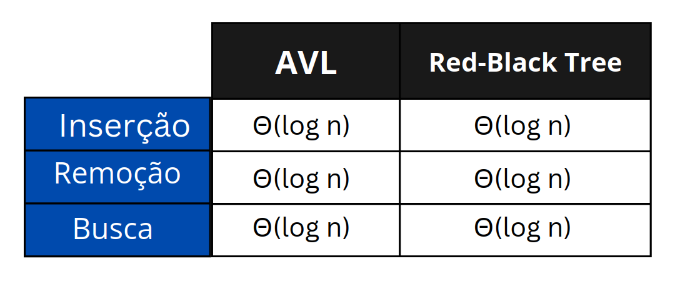 AVL Red-Black Tree
Inserção Θ(log n) Θ(log n)
Remoção Θ(log n) Θ(log n)
Busca Θ(log n) Θ(log n)